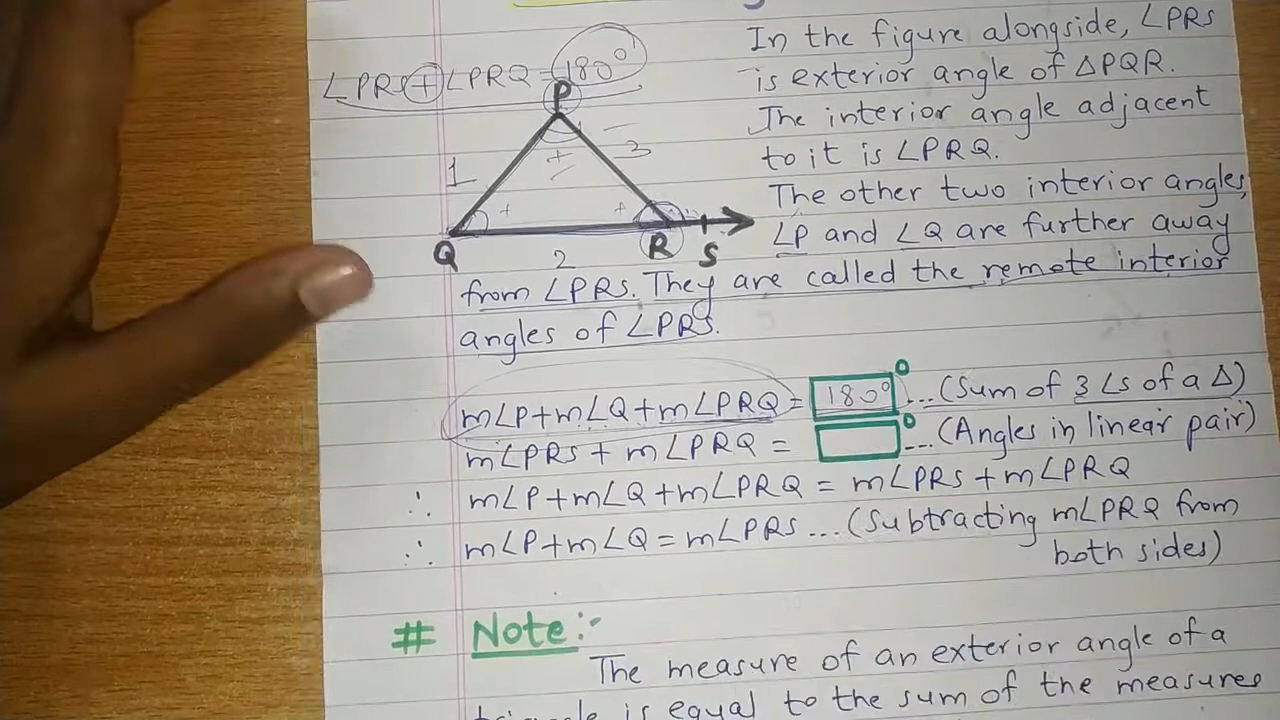 ∠PRS+∠PRQ=180°
P
1
+
3
+
+
Q
2
R
S
In the figure alongside, ∠PRS
is exterior angle of △PQR.
The interior angle adjacent
to it is ∠PRQ.
The other two interior angles,
∠P and ∠Q are further away
from ∠PRS. They are called the remote interior
angles of ∠PRS.
m∠P+m∠Q+m∠PRQ= 180° ° ...(Sum of 3 ∠s of a △)
m∠PRS + m∠PRQ = ° ...(Angles in linear pair)
∴ m∠P+m∠Q+m∠PRQ = m∠PRS+m∠PRQ
∴ m∠P+m∠Q=m∠PRS...(Subtracting m∠PRQ from
both sides)
# Note:-
The measure of an exterior angle of a
triangle is equal to the sum of the measures